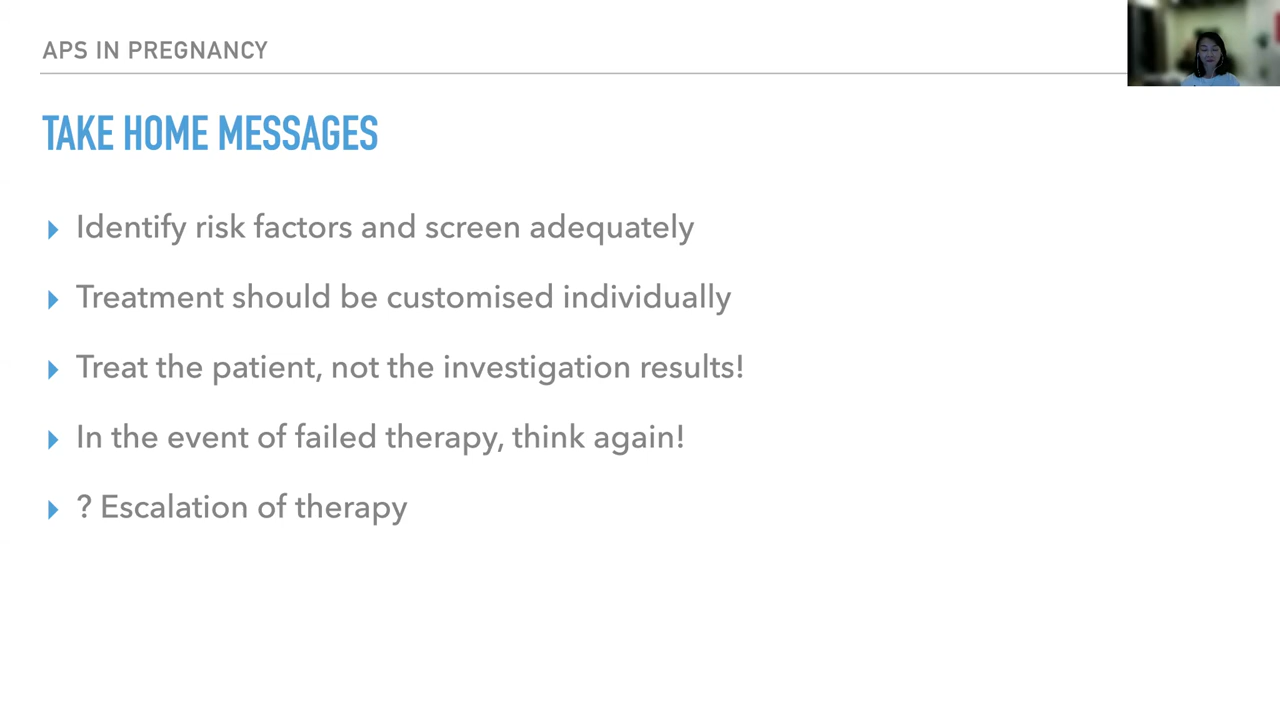 APS IN PREGNANCY
TAKE HOME MESSAGES
Identify risk factors and screen adequately
Treatment should be customised individually
Treat the patient, not the investigation results!
In the event of failed therapy, think again!
? Escalation of therapy